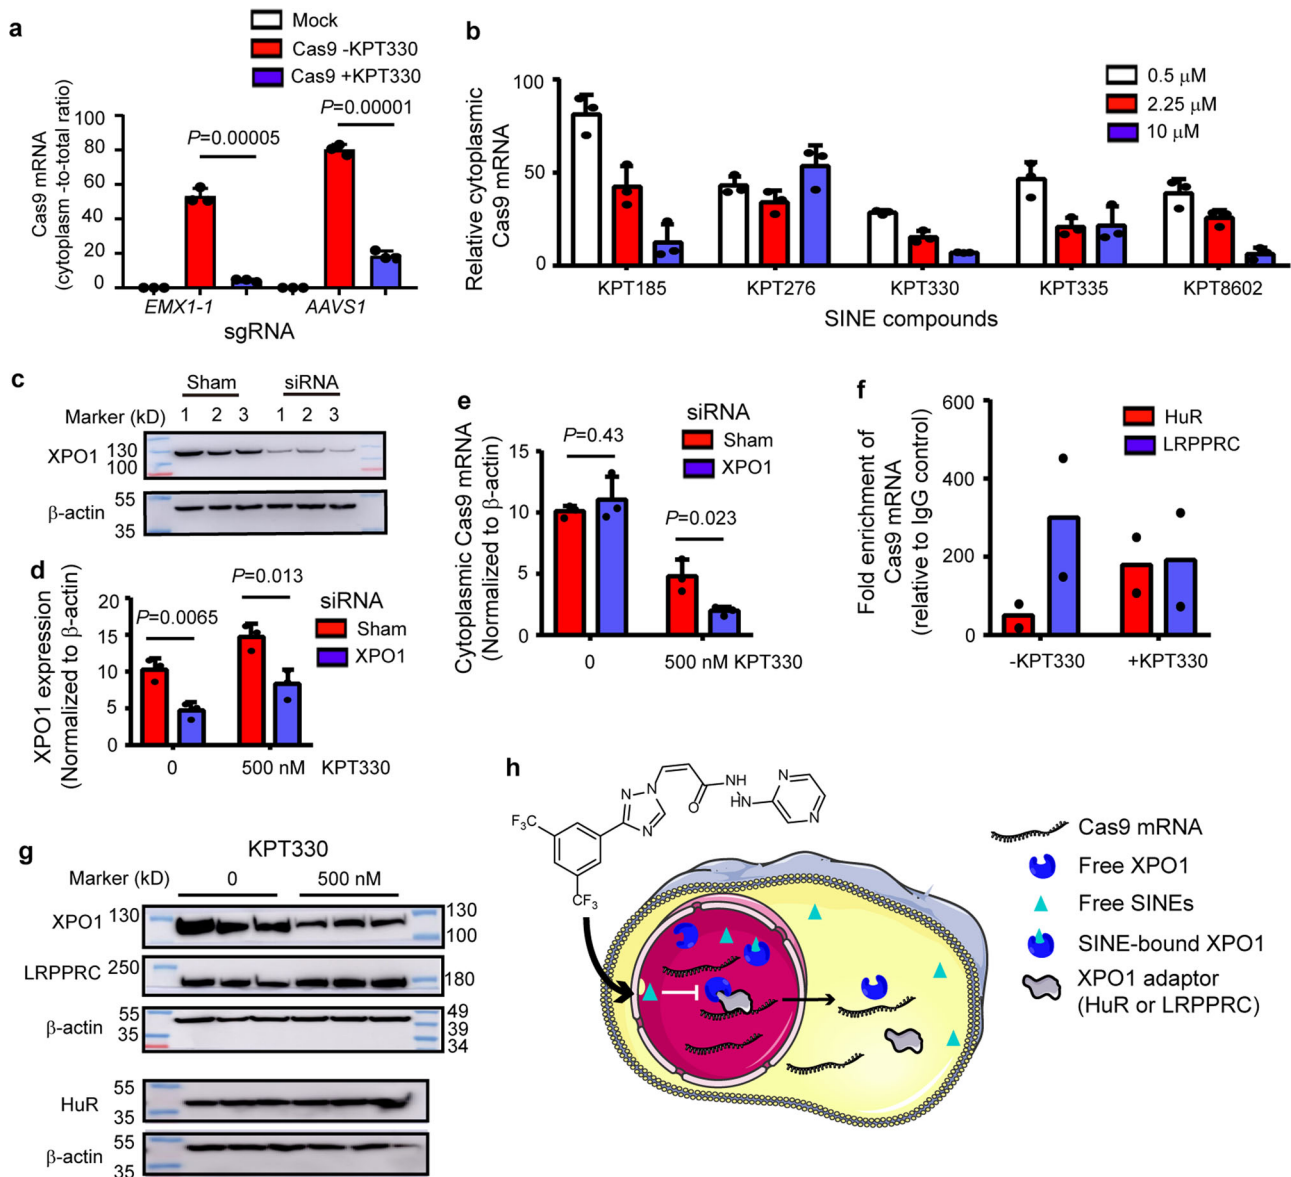 a
Mock
Cas9 -KPT330
Cas9 +KPT330
Cas9 mRNA
(cytoplasm -to-total ratio)
100
80
60
40
20
0
P=0.00005
P=0.00001
EMX1-1
AAVS1
sgRNA
b
Relative cytoplasmic
Cas9 mRNA
100
50
0
0.5 µM
2.25 µM
10 µM
KPT185
KPT276
KPT330
KPT335
KPT8602
SINE compounds
c
Sham
siRNA
Marker (kD)
1 2 3 1 2 3
XPO1
130
100
β-actin
55
35
d
XPO1 expression
(Normalized to β-actin)
20
15
10
5
0
P=0.0065
P=0.013
siRNA
Sham
XPO1
0
500 nM
KPT330
e
Cytoplasmic Cas9 mRNA
(Normalized to β-actin)
15
10
5
0
P=0.43
P=0.023
siRNA
Sham
XPO1
0
500 nM KPT330
f
Fold enrichment of
Cas9 mRNA
(relative to IgG control)
600
400
200
0
HuR
LRPPRC
-KPT330
+KPT330
g
KPT330
Marker (kD)
0
500 nM
XPO1
130
130
100
LRPPRC
250
180
β-actin
55
35
49
39
34
HuR
55
35
β-actin
55
35
h
F₃C
CF₃
N
N
N
O
NH
HN
N
N
Cas9 mRNA
Free XPO1
Free SINEs
SINE-bound XPO1
XPO1 adaptor
(HuR or LRPPRC)